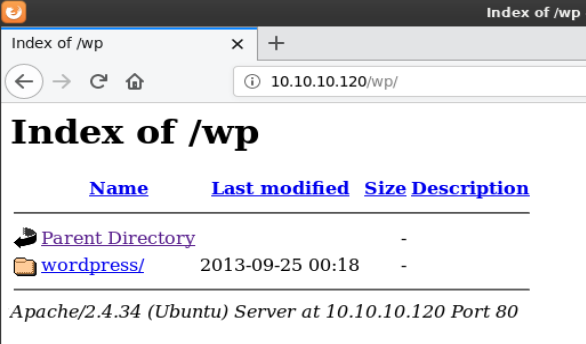 Index of /wp
Index of /wp
10.10.10.120/wp/
Index of /wp
Name Last modified Size Description
Parent Directory -
wordpress/ 2013-09-25 00:18 -
Apache/2.4.34 (Ubuntu) Server at 10.10.10.120 Port 80